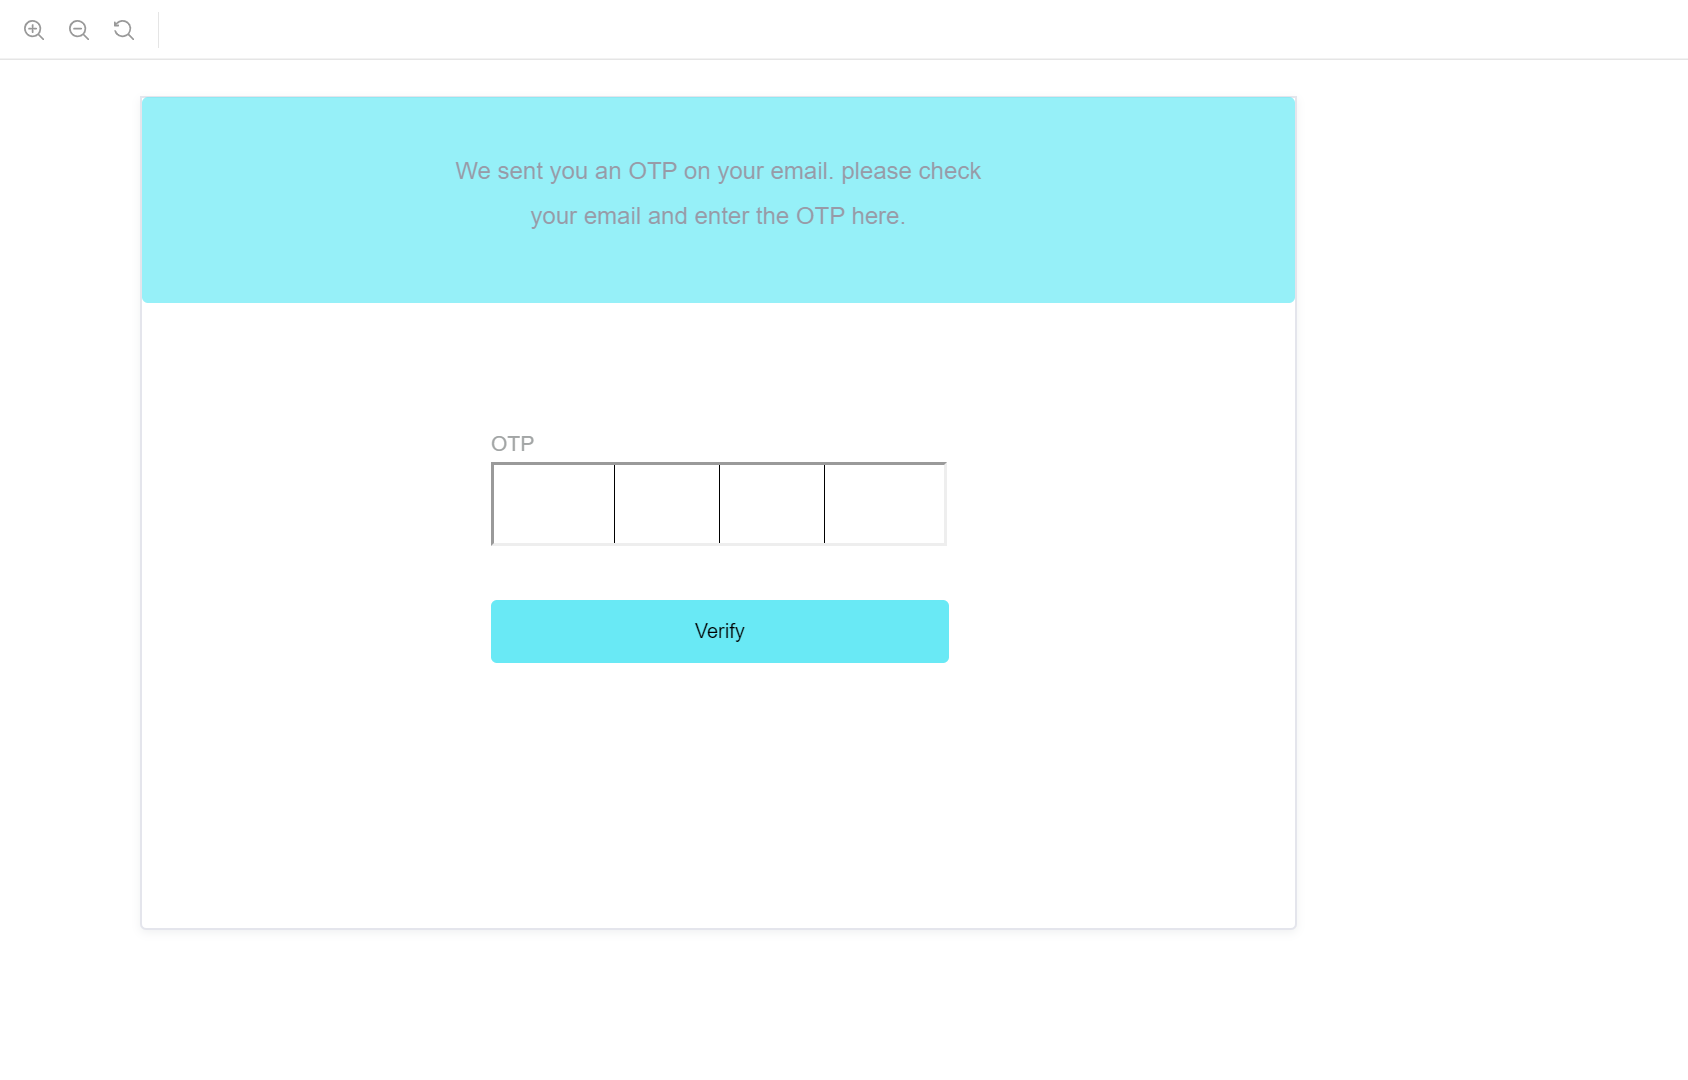 We sent you an OTP on your email. please check
your email and enter the OTP here.
OTP
Verify